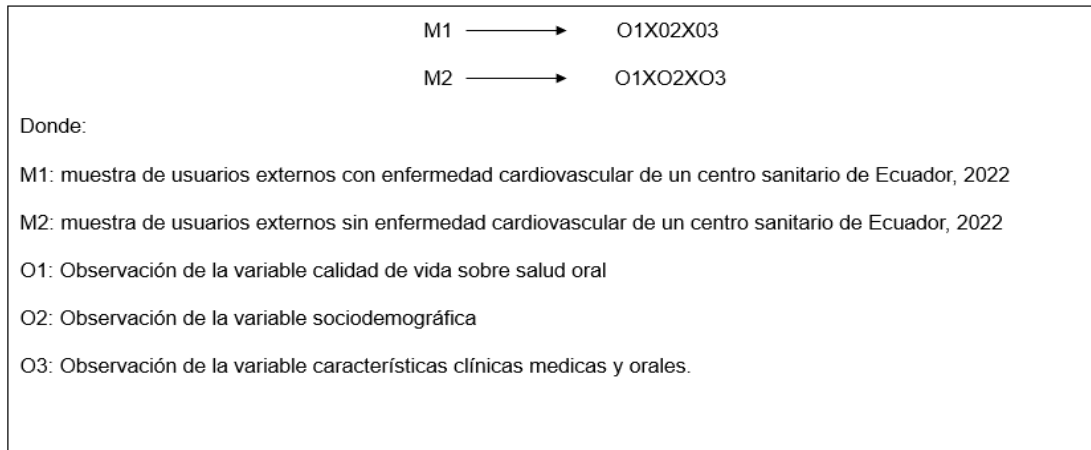 M1 O1X02X03
M2 O1XO2XO3
Donde:
M1: muestra de usuarios externos con enfermedad cardiovascular de un centro sanitario de Ecuador, 2022
M2: muestra de usuarios externos sin enfermedad cardiovascular de un centro sanitario de Ecuador, 2022
O1: Observación de la variable calidad de vida sobre salud oral
O2: Observación de la variable sociodemográfica
O3: Observación de la variable características clínicas medicas y orales.